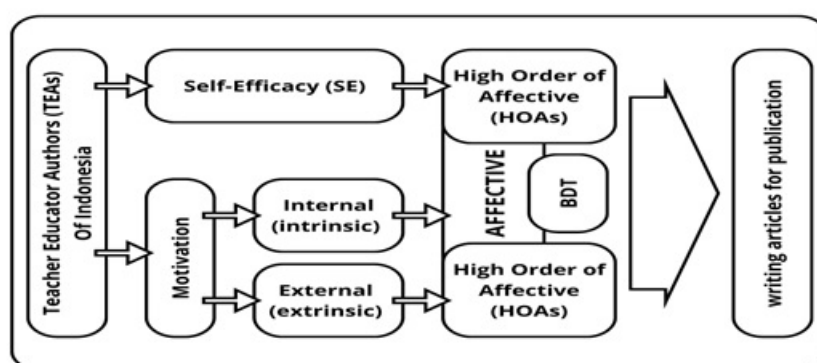 Teacher Educator Authors (TEAs)
Of Indonesia
Self-Efficacy (SE)
Motivation
Internal
(intrinsic)
External
(extrinsic)
High Order of
Affective
(HOAs)
AFFECTIVE
BDT
High Order of
Affective
(HOAs)
writing articles for publication